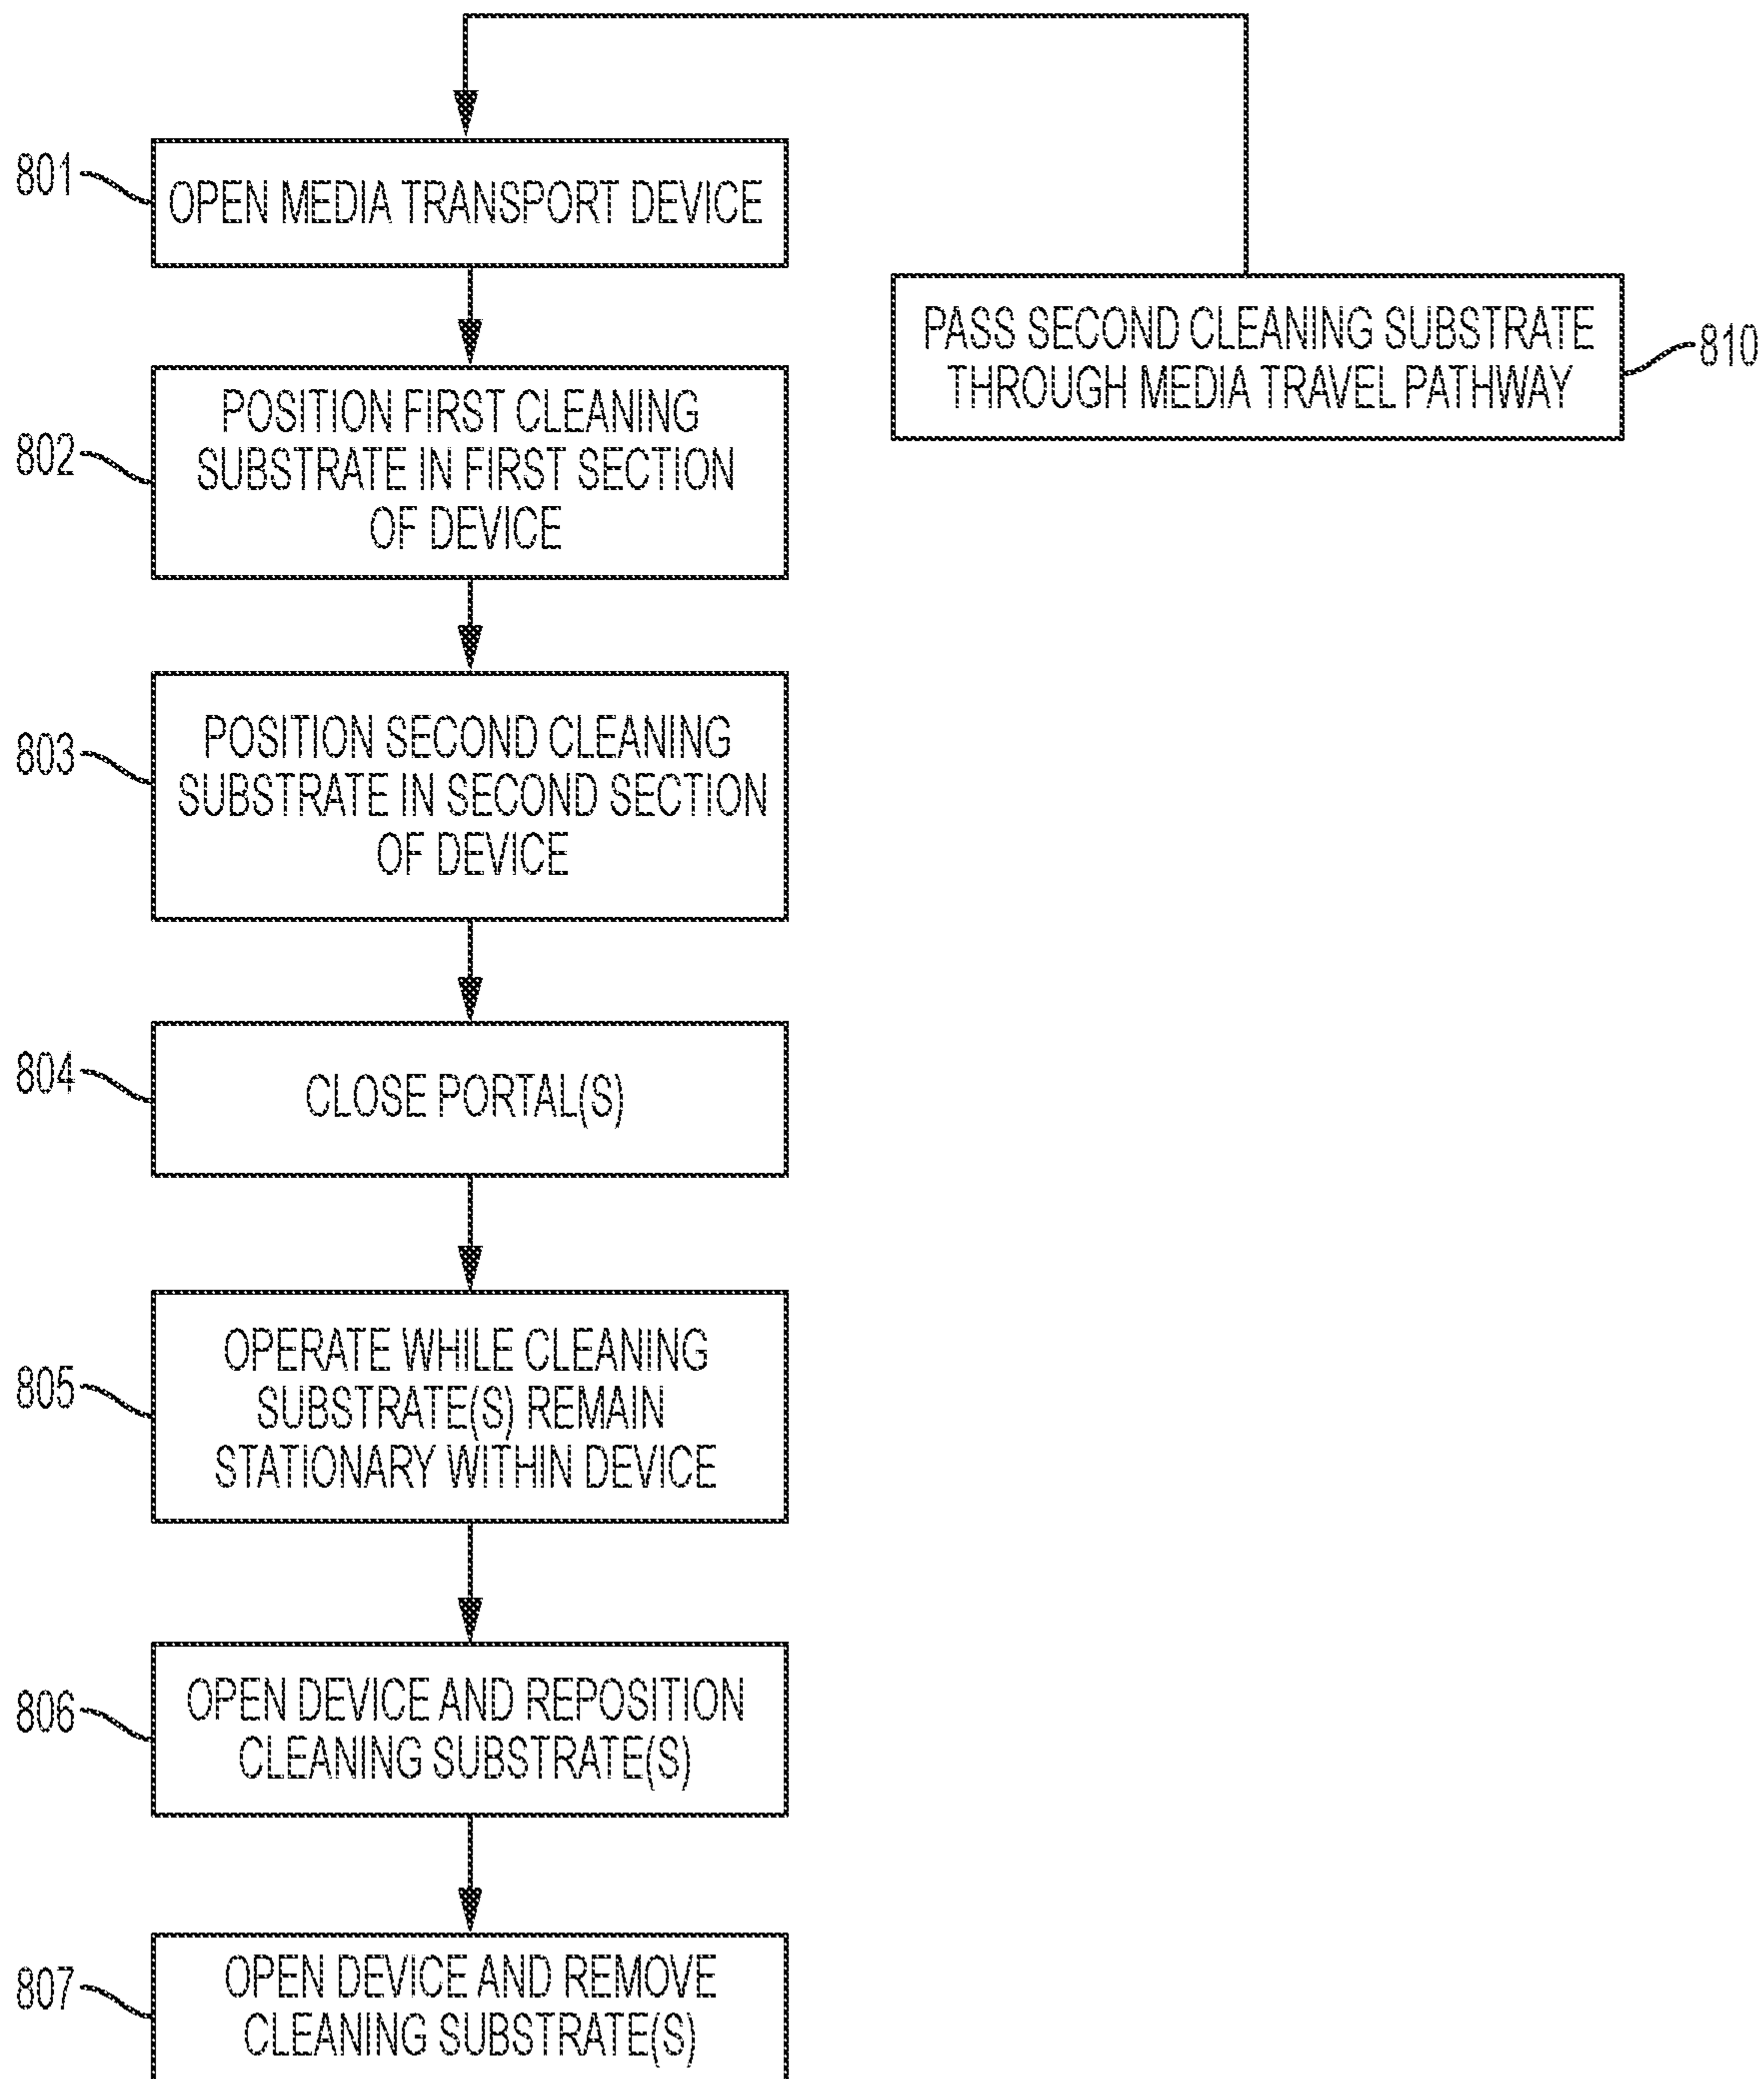 801
OPEN MEDIA TRANSPORT DEVICE
PASS SECOND CLEANING SUBSTRATE
THROUGH MEDIA TRAVEL PATHWAY
810
802
POSITION FIRST CLEANING
SUBSTRATE IN FIRST SECTION
OF DEVICE
803
POSITION SECOND CLEANING
SUBSTRATE IN SECOND SECTION
OF DEVICE
804
CLOSE PORTAL(S)
805
OPERATE WHILE CLEANING
SUBSTRATE(S) REMAIN
STATIONARY WITHIN DEVICE
806
OPEN DEVICE AND REPOSITION
CLEANING SUBSTRATE(S)
807
OPEN DEVICE AND REMOVE
CLEANING SUBSTRATE(S)